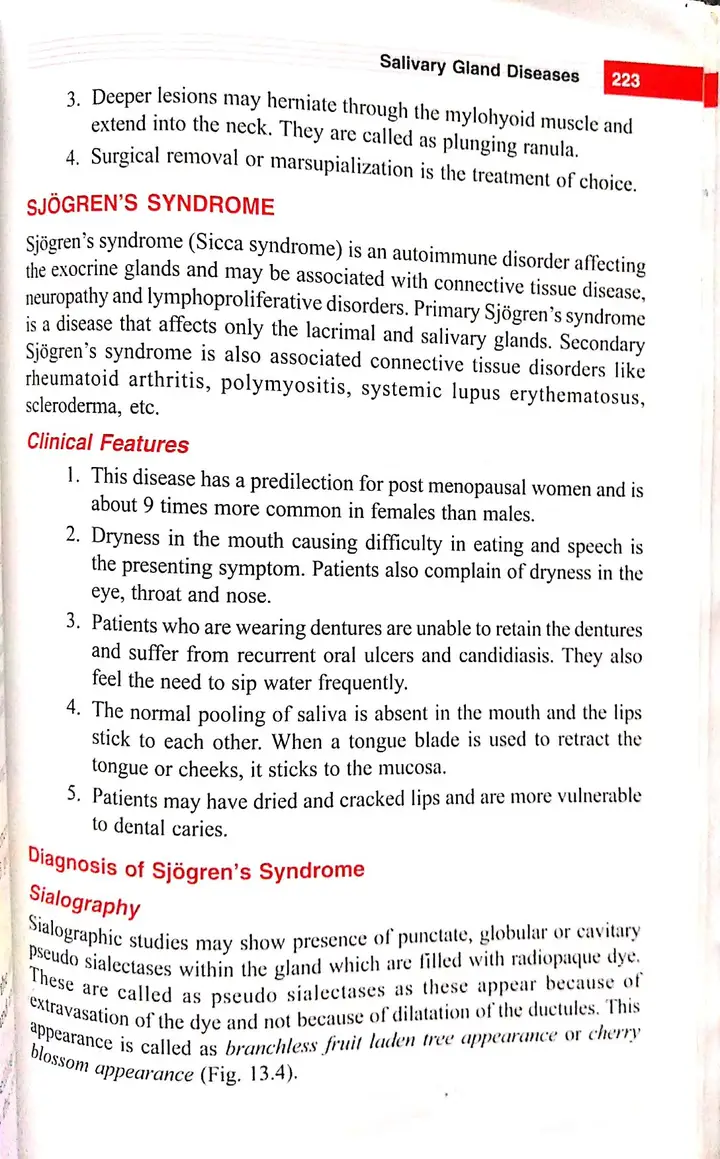 Salivary Gland Diseases 223
3. Deeper lesions may herniate through the mylohyoid muscle and
extend into the neck. They are called as plunging ranula.
4. Surgical removal or marsupialization is the treatment of choice.
SJÖGREN'S SYNDROME
Sjögren's syndrome (Sicca syndrome) is an autoimmune disorder affecting
the exocrine glands and may be associated with connective tissue disease,
neuropathy and lymphoproliferative disorders. Primary Sjögren's syndrome
is a disease that affects only the lacrimal and salivary glands. Secondary
Sjögren's syndrome is also associated connective tissue disorders like
rheumatoid arthritis, polymyositis, systemic lupus erythematosus,
scleroderma, etc.
Clinical Features
1. This disease has a predilection for post menopausal women and is
about 9 times more common in females than males.
2. Dryness in the mouth causing difficulty in eating and speech is
the presenting symptom. Patients also complain of dryness in the
eye, throat and nose.
3. Patients who are wearing dentures are unable to retain the dentures
and suffer from recurrent oral ulcers and candidiasis. They also
feel the need to sip water frequently.
4. The normal pooling of saliva is absent in the mouth and the lips
stick to each other. When a tongue blade is used to retract the
tongue or cheeks, it sticks to the mucosa.
5. Patients may have dried and cracked lips and are more vulnerable
to dental caries.
Diagnosis of Sjögren's Syndrome
Sialography
Sialographic studies may show presence of punctate, globular or cavitary
pseudo sialectases within the gland which are filled with radiopaque dye.
These are called as pseudo sialectases as these appear because of
extravasation of the dye and not because of dilatation of the ductules. This
appearance is called as branchless fruit laden tree appearance or cherry
blossom appearance (Fig. 13.4).